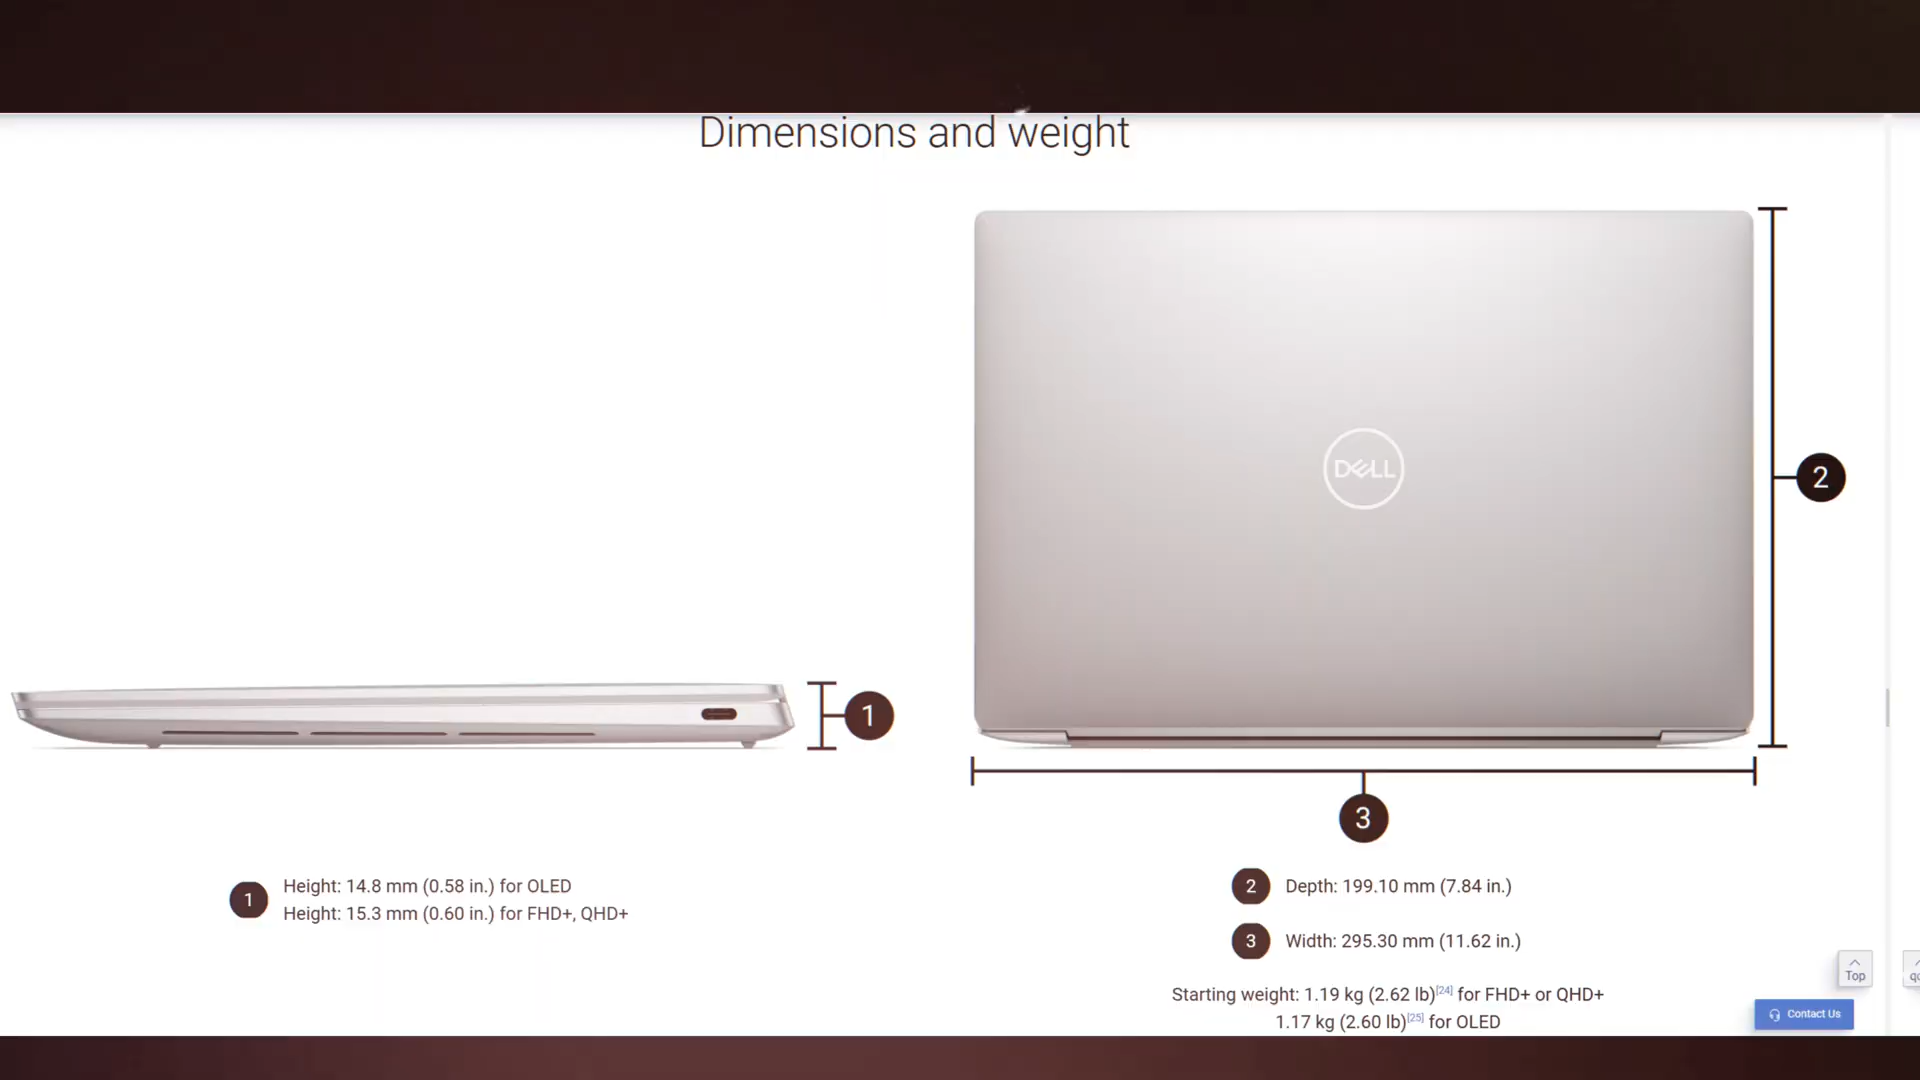 Dimensions and weight
DELL
2
1
3
1
Height: 14.8 mm (0.58 in.) for OLED
Height: 15.3 mm (0.60 in.) for FHD+, QHD+
2
Depth: 199.10 mm (7.84 in.)
3
Width: 295.30 mm (11.62 in.)
Starting weight: 1.19 kg (2.62 lb)[24] for FHD+ or QHD+
1.17 kg (2.60 lb)[25] for OLED
Top
Contact Us